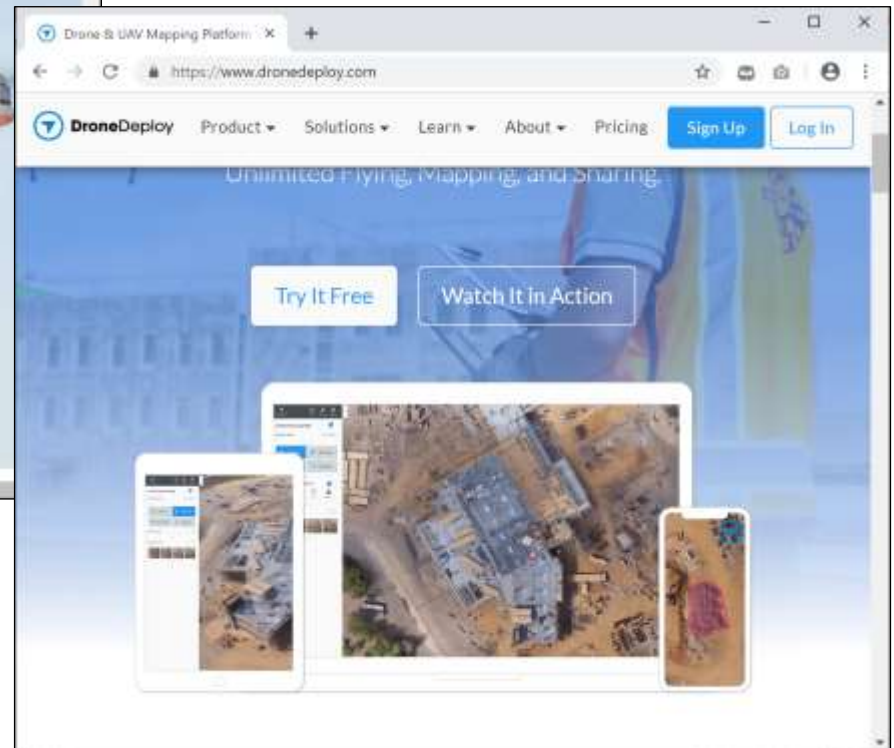 Drone & UAV Mapping Platform
https://www.dronedeploy.com
DroneDeploy Product Solutions Learn About Pricing Sign Up Log In
Unlimited Flying, Mapping, and Sharing.
Try It Free Watch It in Action